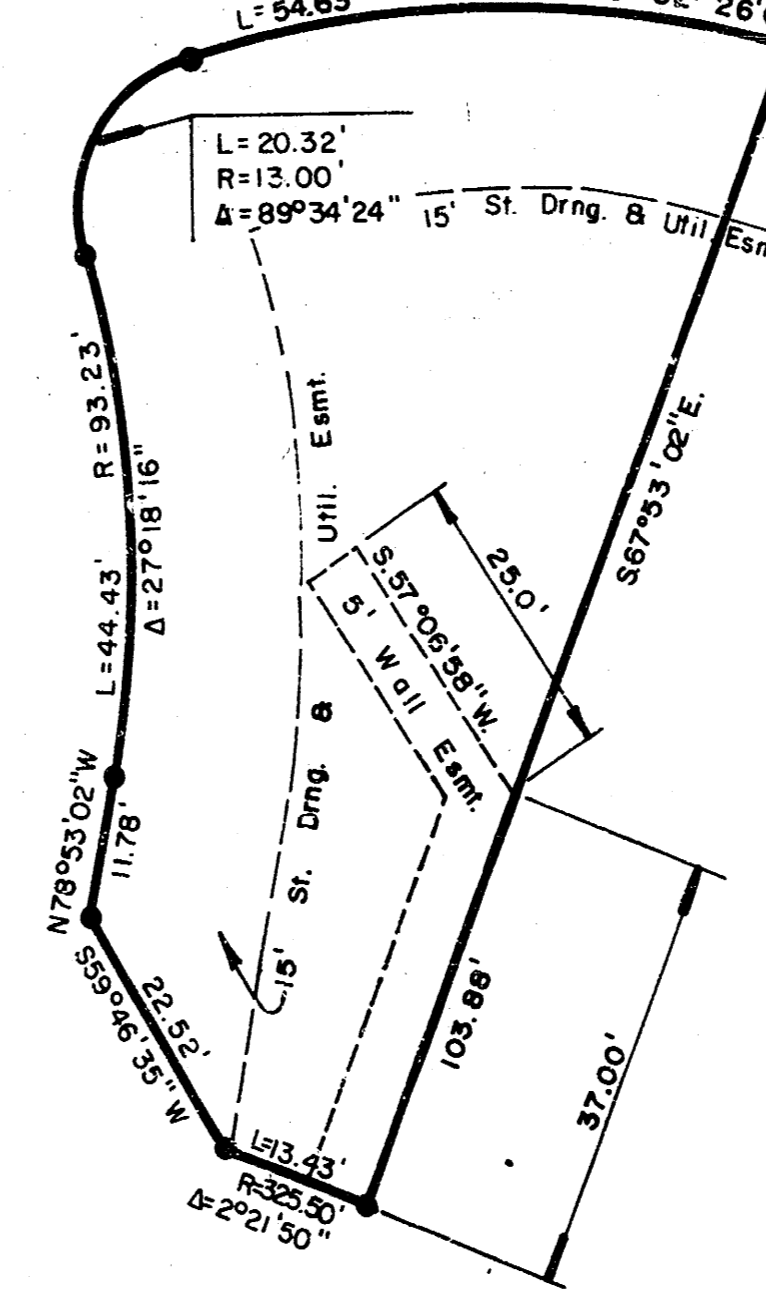 L=54.63'
26'
L=20.32'
R=13.00'
Δ=89°34'24"
15' St. Drng. & Util. Esm
R=93.23'
L=44.43'
Δ=27°18'16"
St. Drng. & Util. Esmt.
S.57°06'58"W.
5' Wall Esmt.
25.0'
S.67°53'02"E.
103.88'
37.00'
N78°53'02"W
11.78'
S59°46'35"W
22.52'
15'
L=13.43'
R=325.50'
Δ=2°21'50"